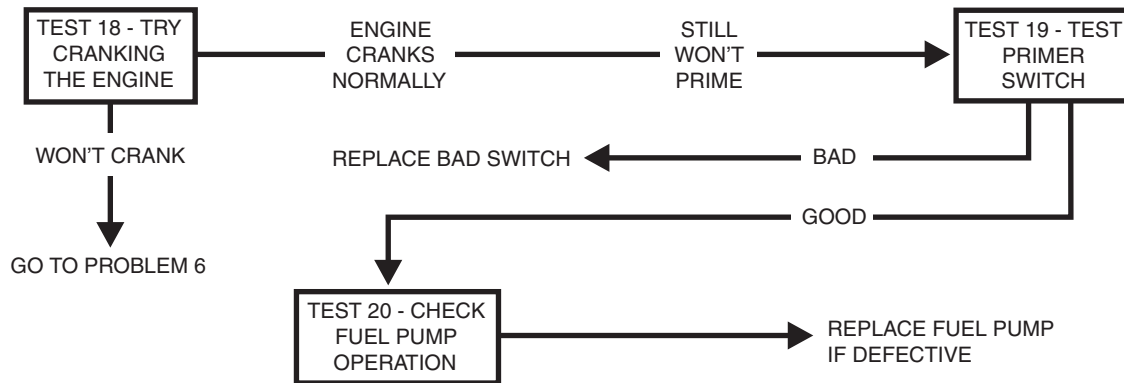 TEST 18 - TRY
CRANKING
THE ENGINE
ENGINE
CRANKS
NORMALLY
STILL
WON'T
PRIME
TEST 19 - TEST
PRIMER
SWITCH
WON'T CRANK
REPLACE BAD SWITCH
BAD
GOOD
GO TO PROBLEM 6
TEST 20 - CHECK
FUEL PUMP
OPERATION
REPLACE FUEL PUMP
IF DEFECTIVE